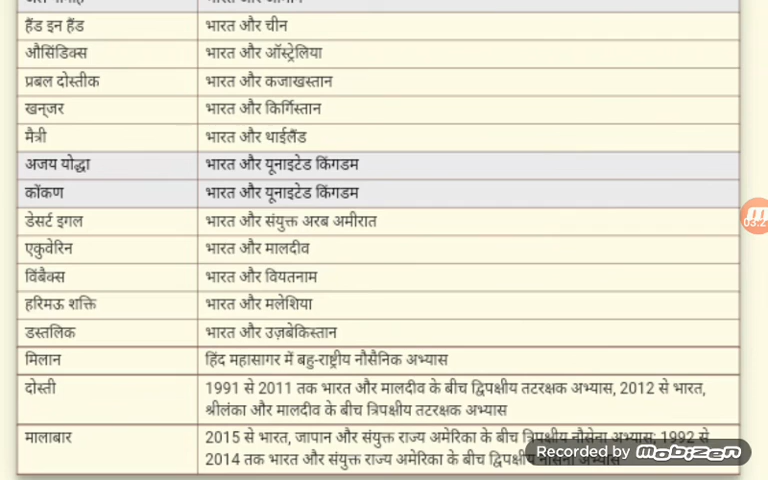 हैंड इन हैंड भारत और चीन
औसिंडिक्स भारत और ऑस्ट्रेलिया
प्रबल दोस्तीक भारत और कजाखस्तान
खन्जर भारत और किर्गिस्तान
मैत्री भारत और थाईलैंड
अजय योद्धा भारत और यूनाइटेड किंगडम
कोंकण भारत और यूनाइटेड किंगडम
डेसर्ट इगल भारत और संयुक्त अरब अमीरात
एकुवेरिन भारत और मालदीव
विंबैक्स भारत और वियतनाम
हरिमऊ शक्ति भारत और मलेशिया
डस्तलिक भारत और उज़बेकिस्तान
मिलान हिंद महासागर में बहु-राष्ट्रीय नौसैनिक अभ्यास
दोस्ती 1991 से 2011 तक भारत और मालदीव के बीच द्विपक्षीय तटरक्षक अभ्यास, 2012 से भारत,
श्रीलंका और मालदीव के बीच त्रिपक्षीय तटरक्षक अभ्यास
मालाबार 2015 से भारत, जापान और संयुक्त राज्य अमेरिका के बीच त्रिपक्षीय नौसेना अभ्यास; 1992 से
2014 तक भारत और संयुक्त राज्य अमेरिका के बीच द्विपक्षीय नौसेना अभ्यास
Recorded by mobizen